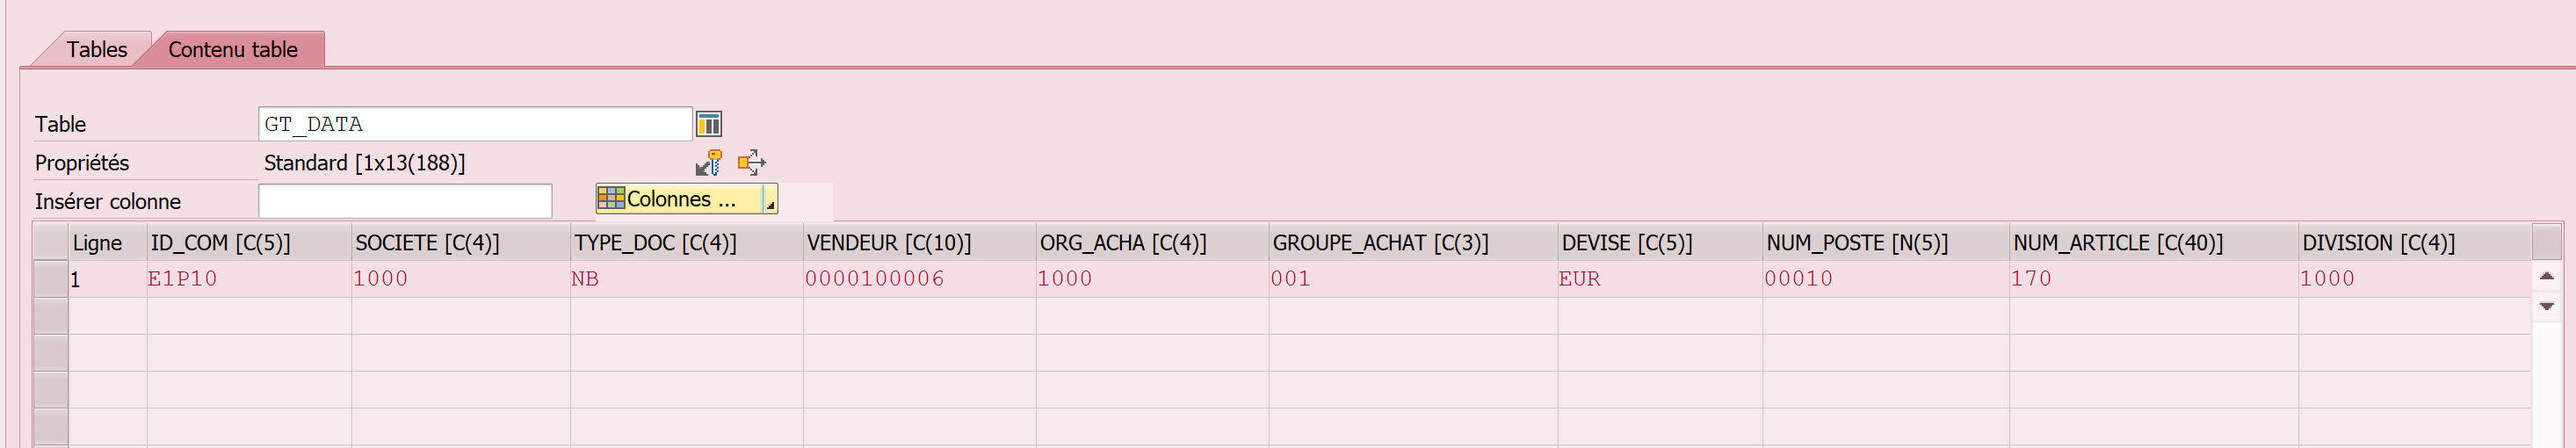 Tables Contenu table
Table GT_DATA
Propriétés Standard [1x13(188)]
Insérer colonne Colonnes ...
Ligne ID_COM [C(5)] SOCIETE [C(4)] TYPE_DOC [C(4)] VENDEUR [C(10)] ORG_ACHA [C(4)] GROUPE_ACHAT [C(3)] DEVISE [C(5)] NUM_POSTE [N(5)] NUM_ARTICLE [C(40)] DIVISION [C(4)]
1 E1P10 1000 NB 0000100006 1000 001 EUR 00010 170 1000